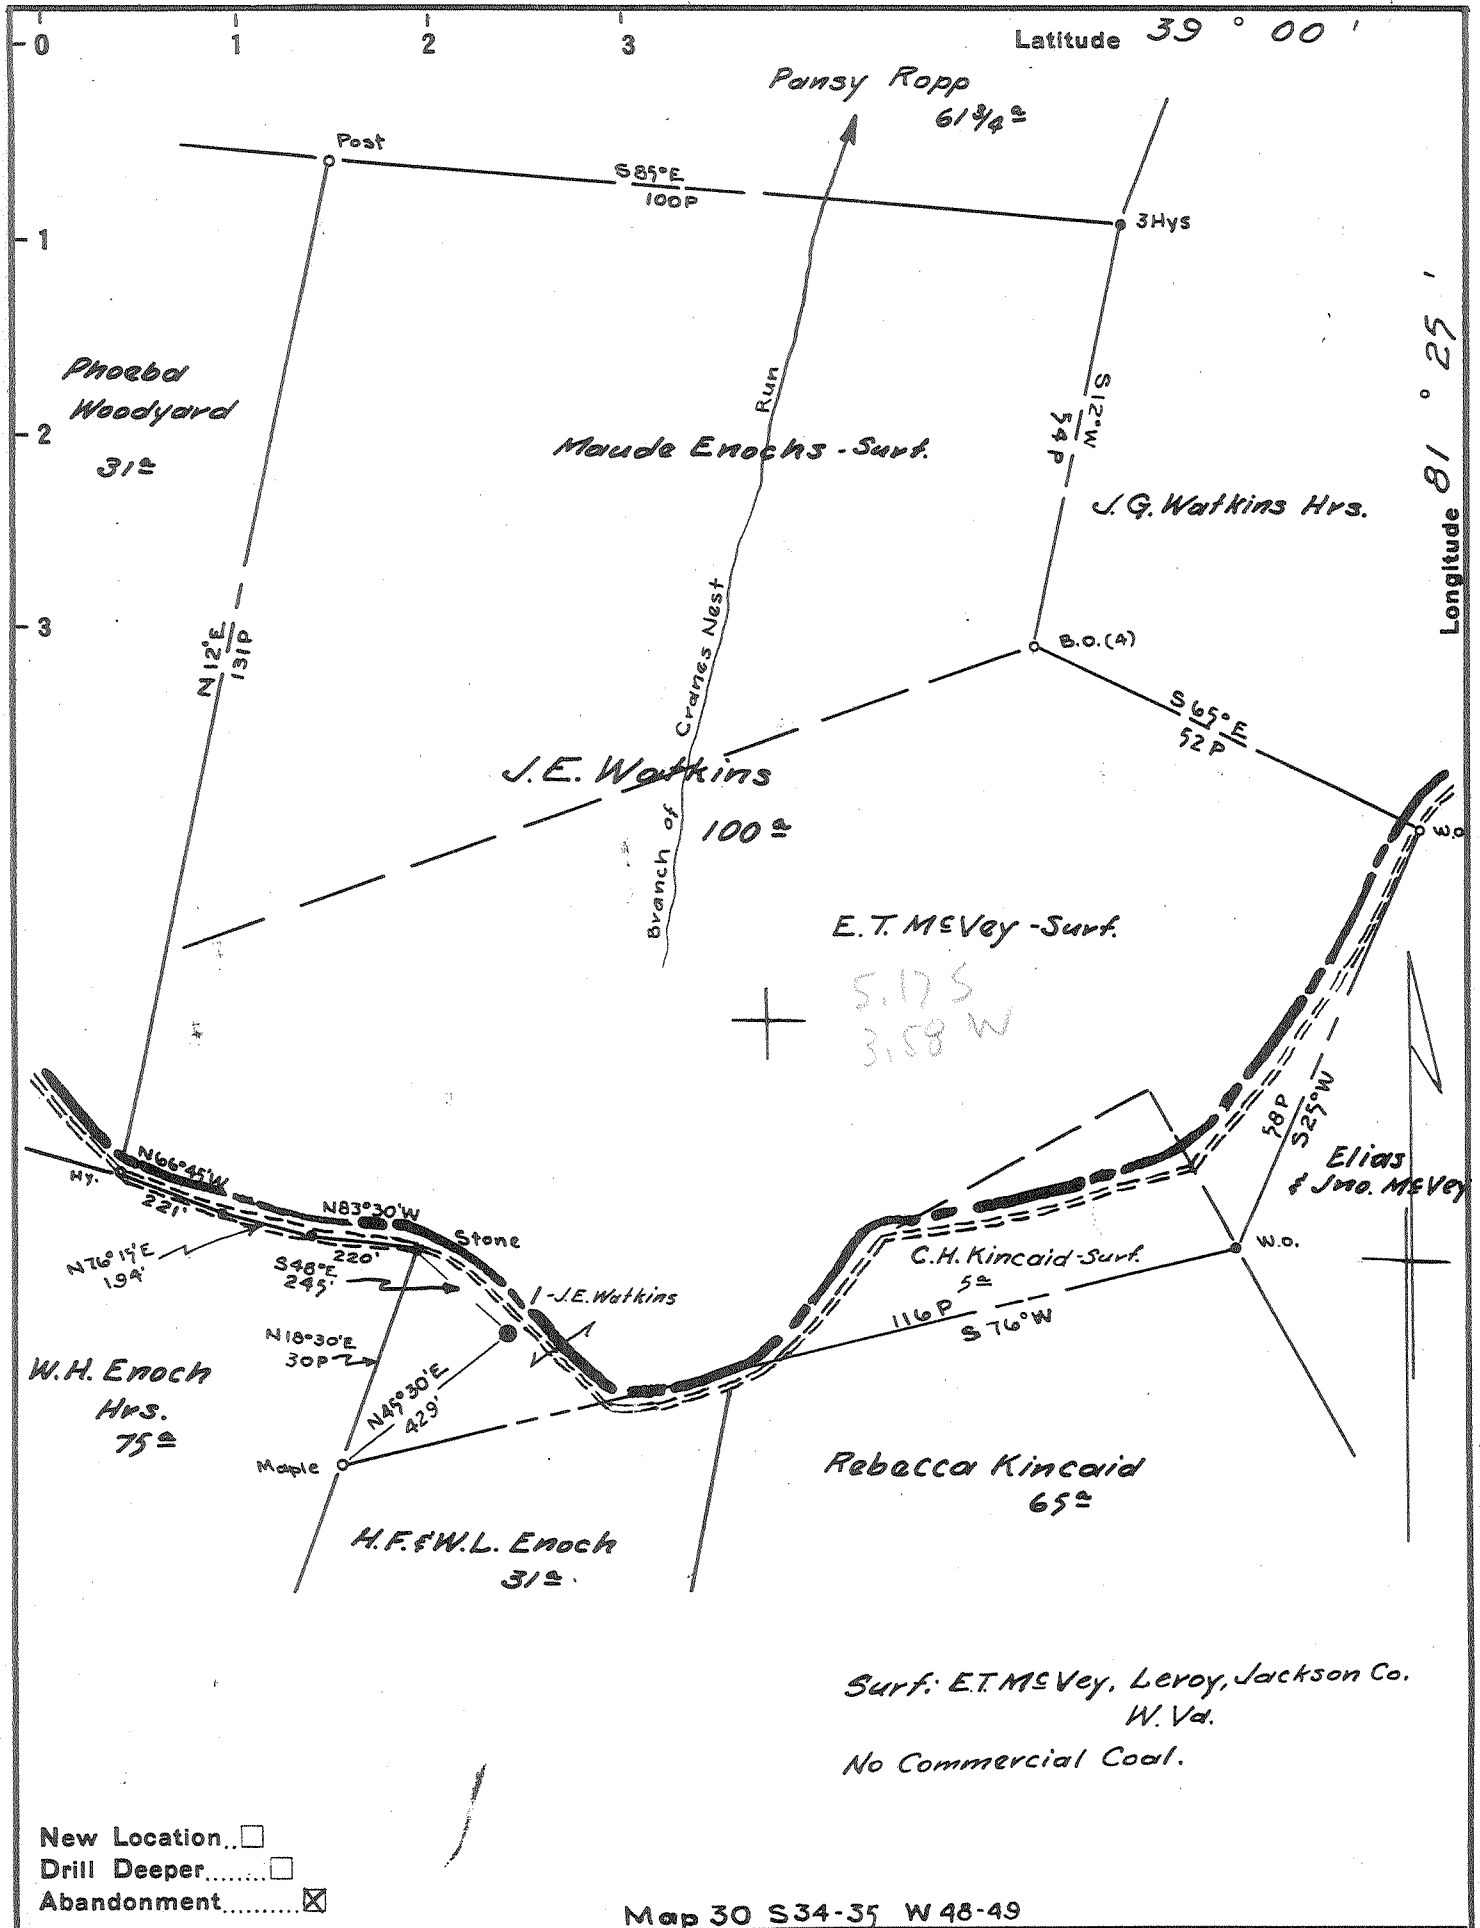 0 1 2 3
Latitude 39 ° 00 '
Pansy Ropp
61 3/4 a
Post
S85°E
100P
3Hys
1
Longitude 81 ° 25 '
Phoeba
Woodyard
31 a
2
Run
S12°W
54P
Maude Enochs - Surf.
J.G. Watkins Hrs.
3
N12°E
131P
Cranes Nest
B.O.(4)
S65°E
52P
J.E. Watkins
100 a
Branch of
W.O.
E.T. McVey - Surf.
5.17 S
3.58 W
58P
S25°W
Elias
& Jno. McVey
Hy.
N66°45'W
221'
N83°30'W
220'
Stone
N76°15'E
194'
S48°E
245'
C.H. Kincaid-Surf.
5 a
W.O.
1-J.E. Watkins
116P
S76°W
N18°30'E
30P
W.H. Enoch
Hrs.
75 a
N45°30'E
429'
Maple
Rebecca Kincaid
65 a
H.F. & W.L. Enoch
31 a.
Surf: E.T. McVey, Leroy, Jackson Co.
W. Va.
No Commercial Coal.
New Location..☐
Drill Deeper........☐
Abandonment..........☒
Map 30 S34-35 W48-49